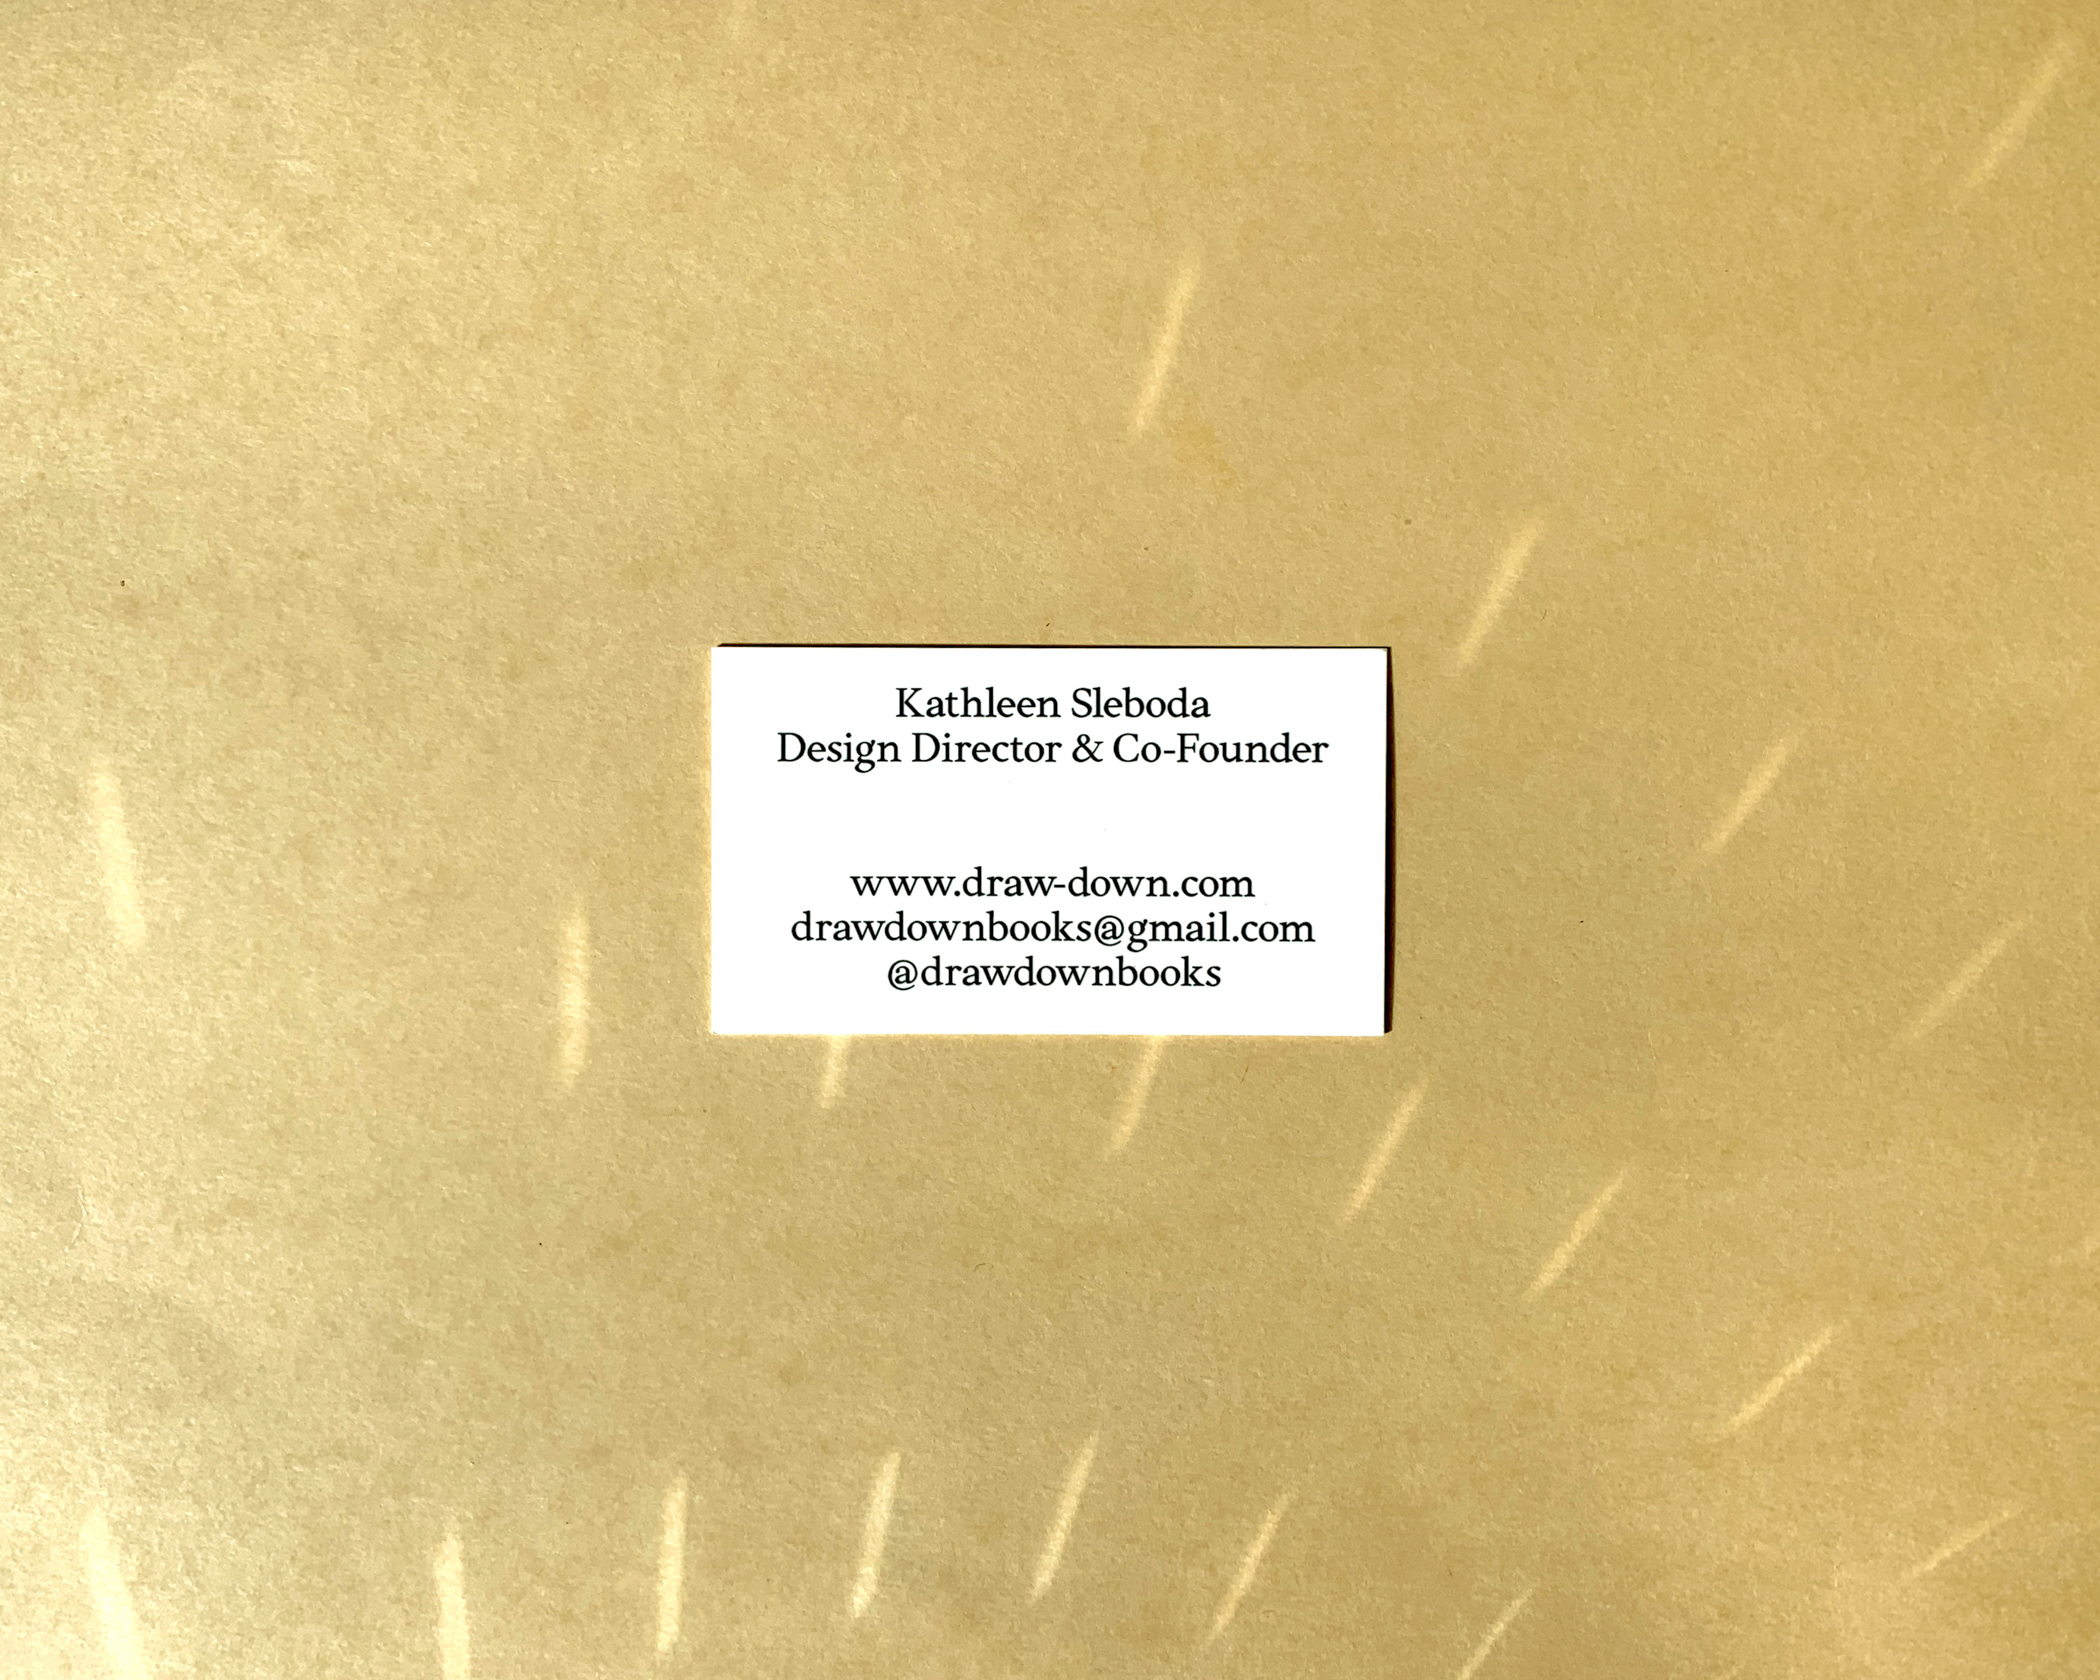 Kathleen Sleboda
Design Director & Co-Founder
www.draw-down.com
drawdownbooks@gmail.com
@drawdownbooks